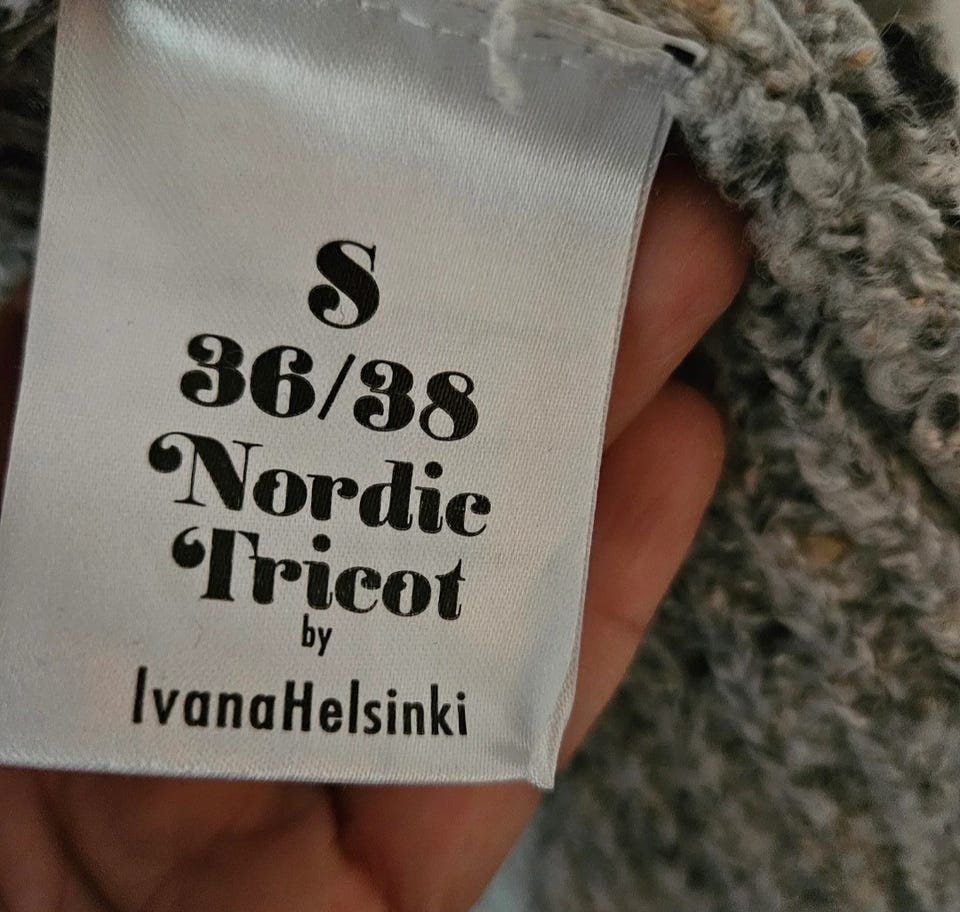 S
36/38
Nordic
Tricot
by
IvanaHelsinki